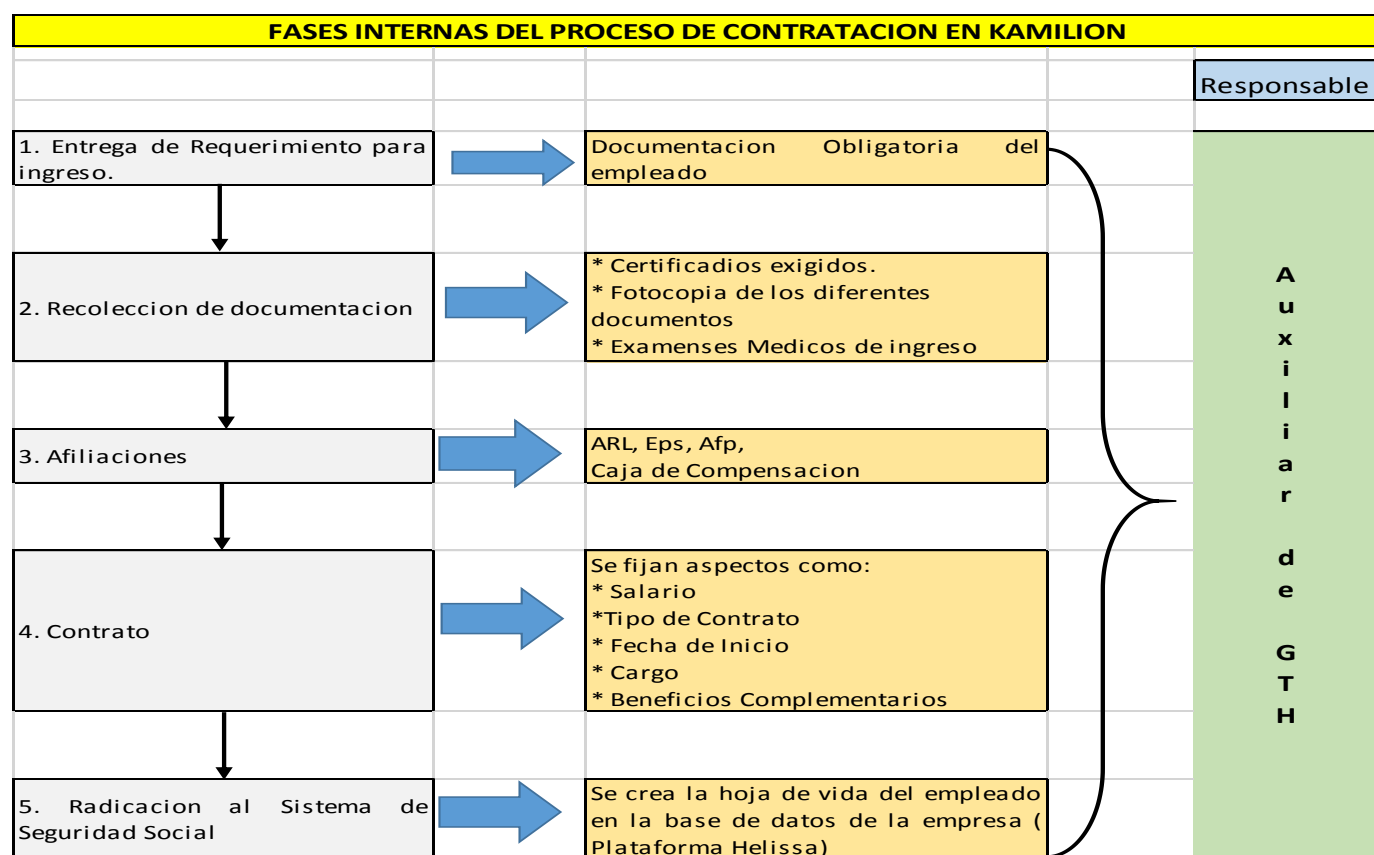 FASES INTERNAS DEL PROCESO DE CONTRATACION EN KAMILION
Responsable
1. Entrega de Requerimiento para
ingreso.
Documentacion Obligatoria del
empleado
2. Recoleccion de documentacion
* Certificadios exigidos.
* Fotocopia de los diferentes
documentos
* Examenses Medicos de ingreso
3. Afiliaciones
ARL, Eps, Afp,
Caja de Compensacion
4. Contrato
Se fijan aspectos como:
* Salario
*Tipo de Contrato
* Fecha de Inicio
* Cargo
* Beneficios Complementarios
5. Radicacion al Sistema de
Seguridad Social
Se crea la hoja de vida del empleado
en la base de datos de la empresa (
Plataforma Helissa)
Auxiliar de GTH